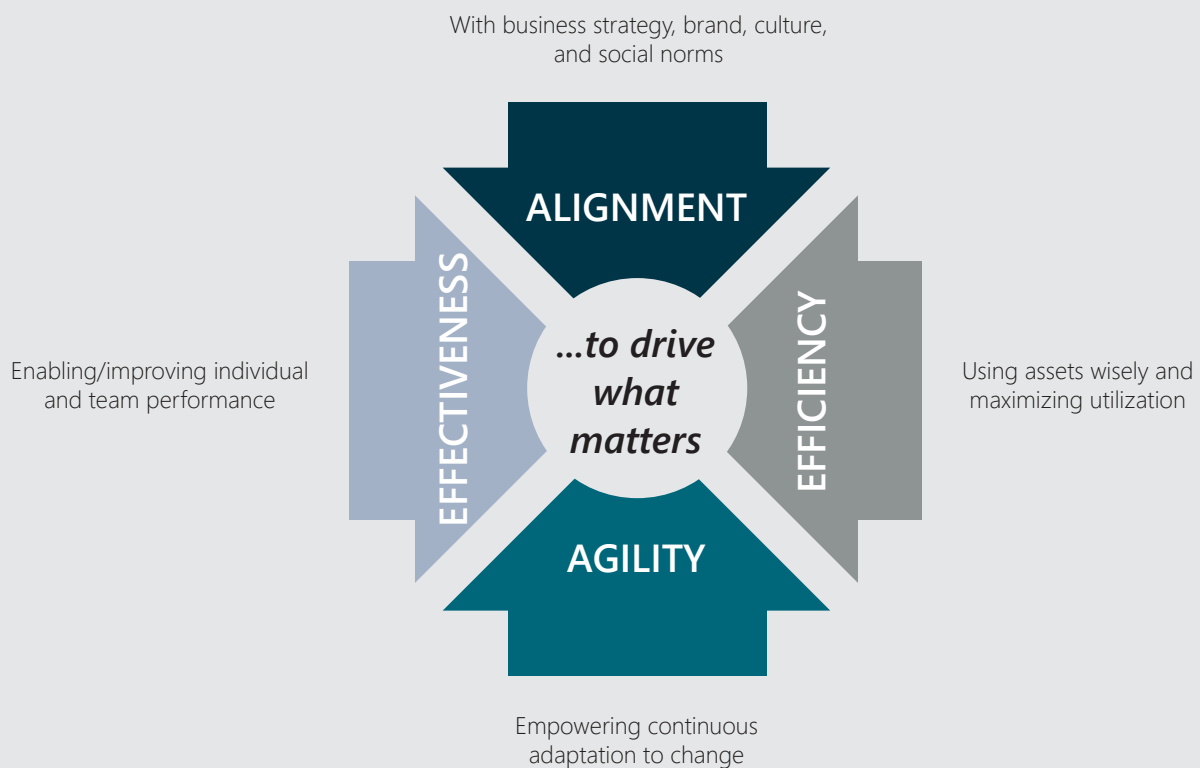 With business strategy, brand, culture,
and social norms
ALIGNMENT
EFFECTIVENESS
Enabling/improving individual
and team performance
...to drive
what
matters
EFFICIENCY
Using assets wisely and
maximizing utilization
AGILITY
Empowering continuous
adaptation to change